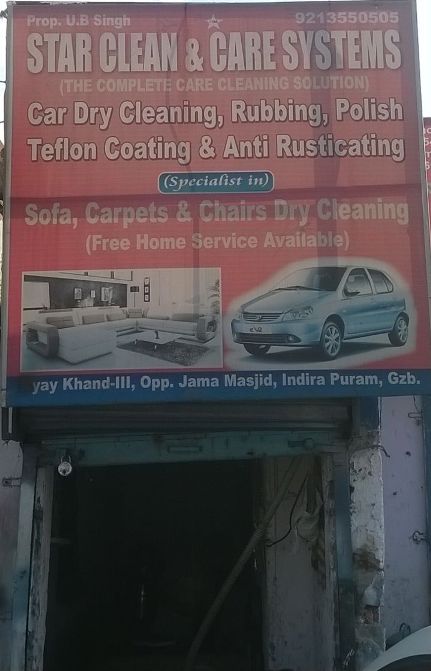 Prop. U.B Singh 9213550505
STAR CLEAN & CARE SYSTEMS
(THE COMPLETE CARE CLEANING SOLUTION)
Car Dry Cleaning, Rubbing, Polish
Teflon Coating & Anti Rusticating
(Specialist in)
Sofa, Carpets & Chairs Dry Cleaning
(Free Home Service Available)
yay Khand-III, Opp. Jama Masjid, Indira Puram, Gzb.